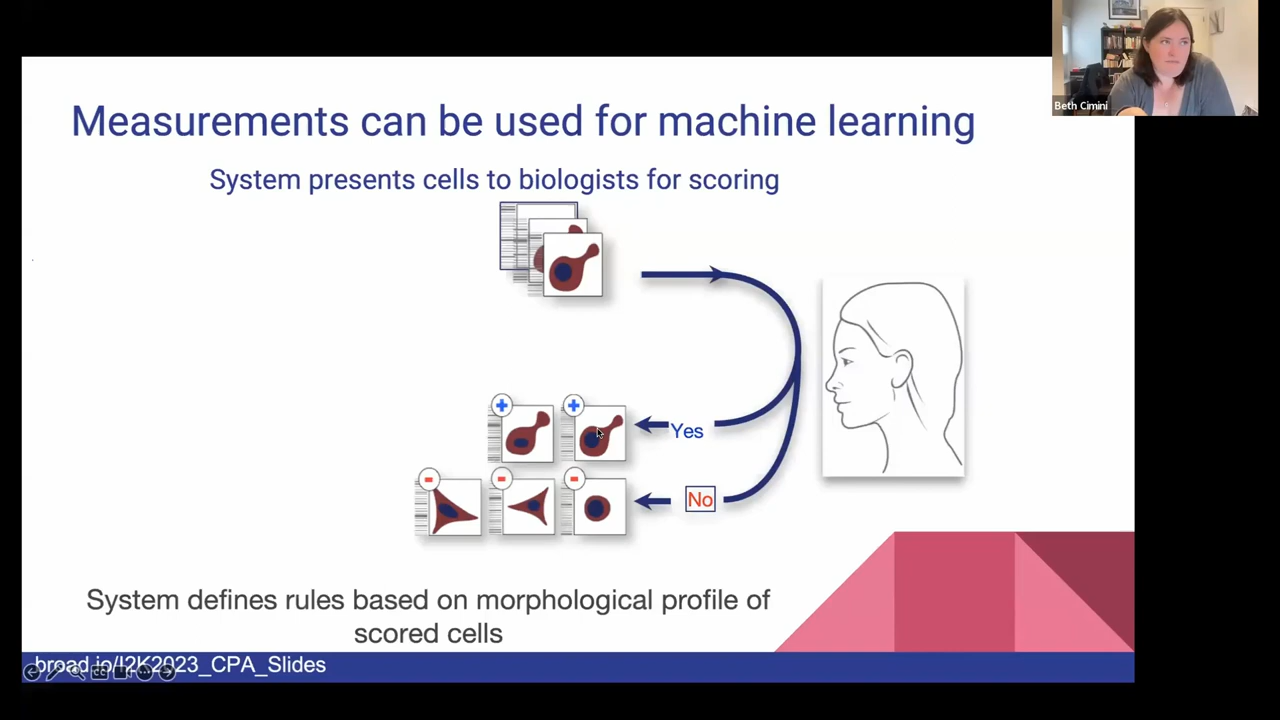 Beth Cimini
Measurements can be used for machine learning
System presents cells to biologists for scoring
Yes
No
System defines rules based on morphological profile of
scored cells
broad.io/I2K2023_CPA_Slides